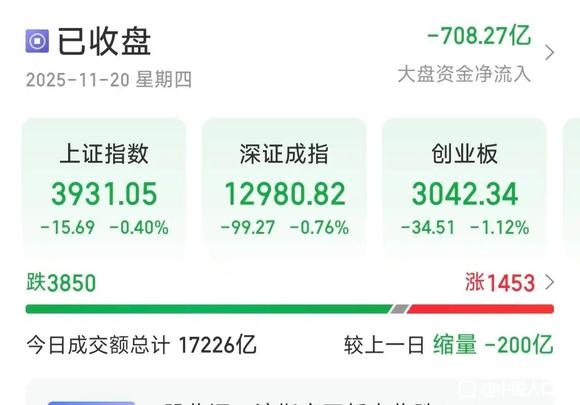 已收盘
-708.27亿
2025-11-20 星期四
大盘资金净流入
上证指数
3931.05
-15.69 -0.40%
深证成指
12980.82
-99.27 -0.76%
创业板
3042.34
-34.51 -1.12%
跌3850
涨1453
今日成交额总计 17226亿
较上一日 缩量 -200亿